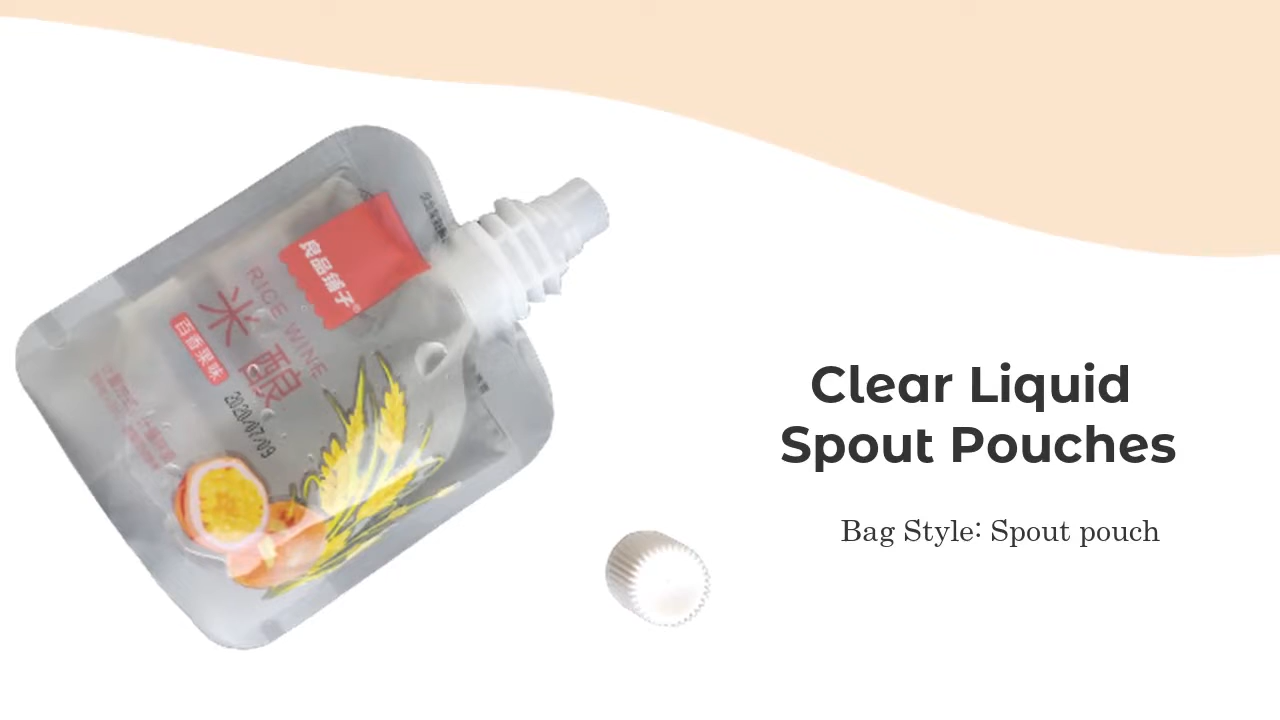 良品铺子®
RICE WINE
米酿
百香果味
2020/07/09
Clear Liquid
Spout Pouches
Bag Style: Spout pouch